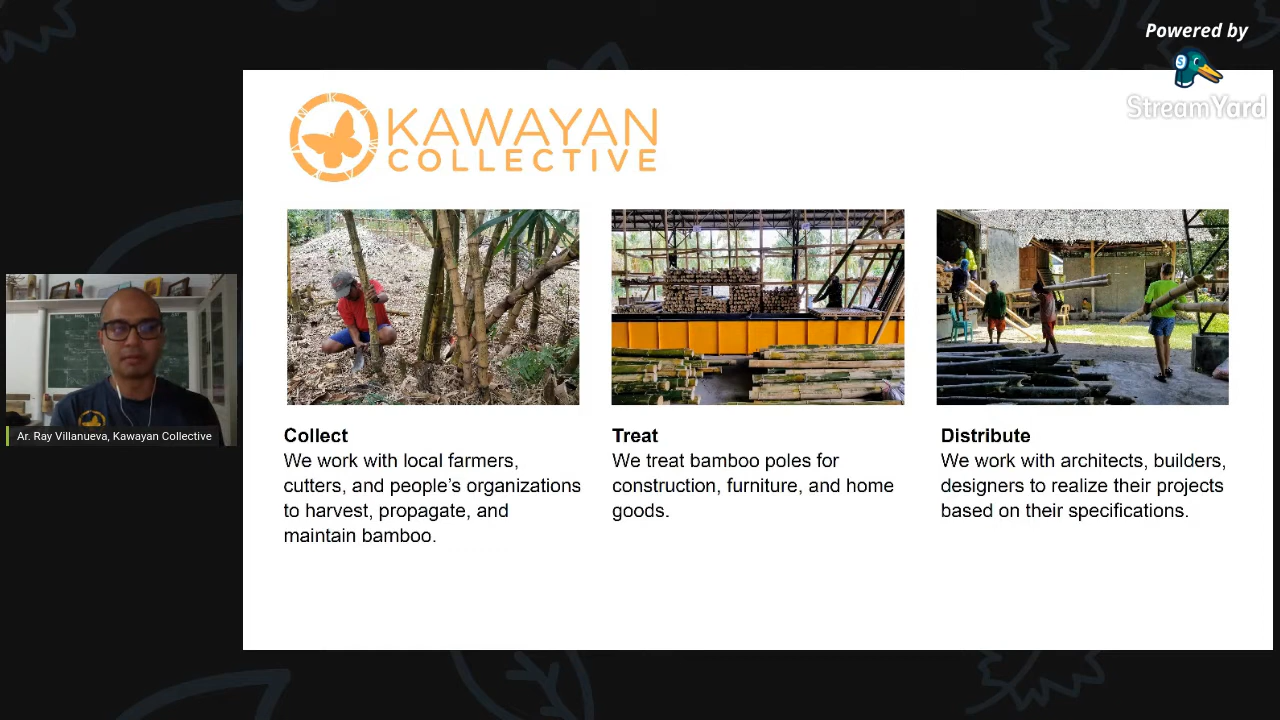 Powered by
StreamYard
KAWAYAN
COLLECTIVE
Collect
We work with local farmers,
cutters, and people's organizations
to harvest, propagate, and
maintain bamboo.
Treat
We treat bamboo poles for
construction, furniture, and home
goods.
Distribute
We work with architects, builders,
designers to realize their projects
based on their specifications.
Ar. Ray Villanueva, Kawayan Collective